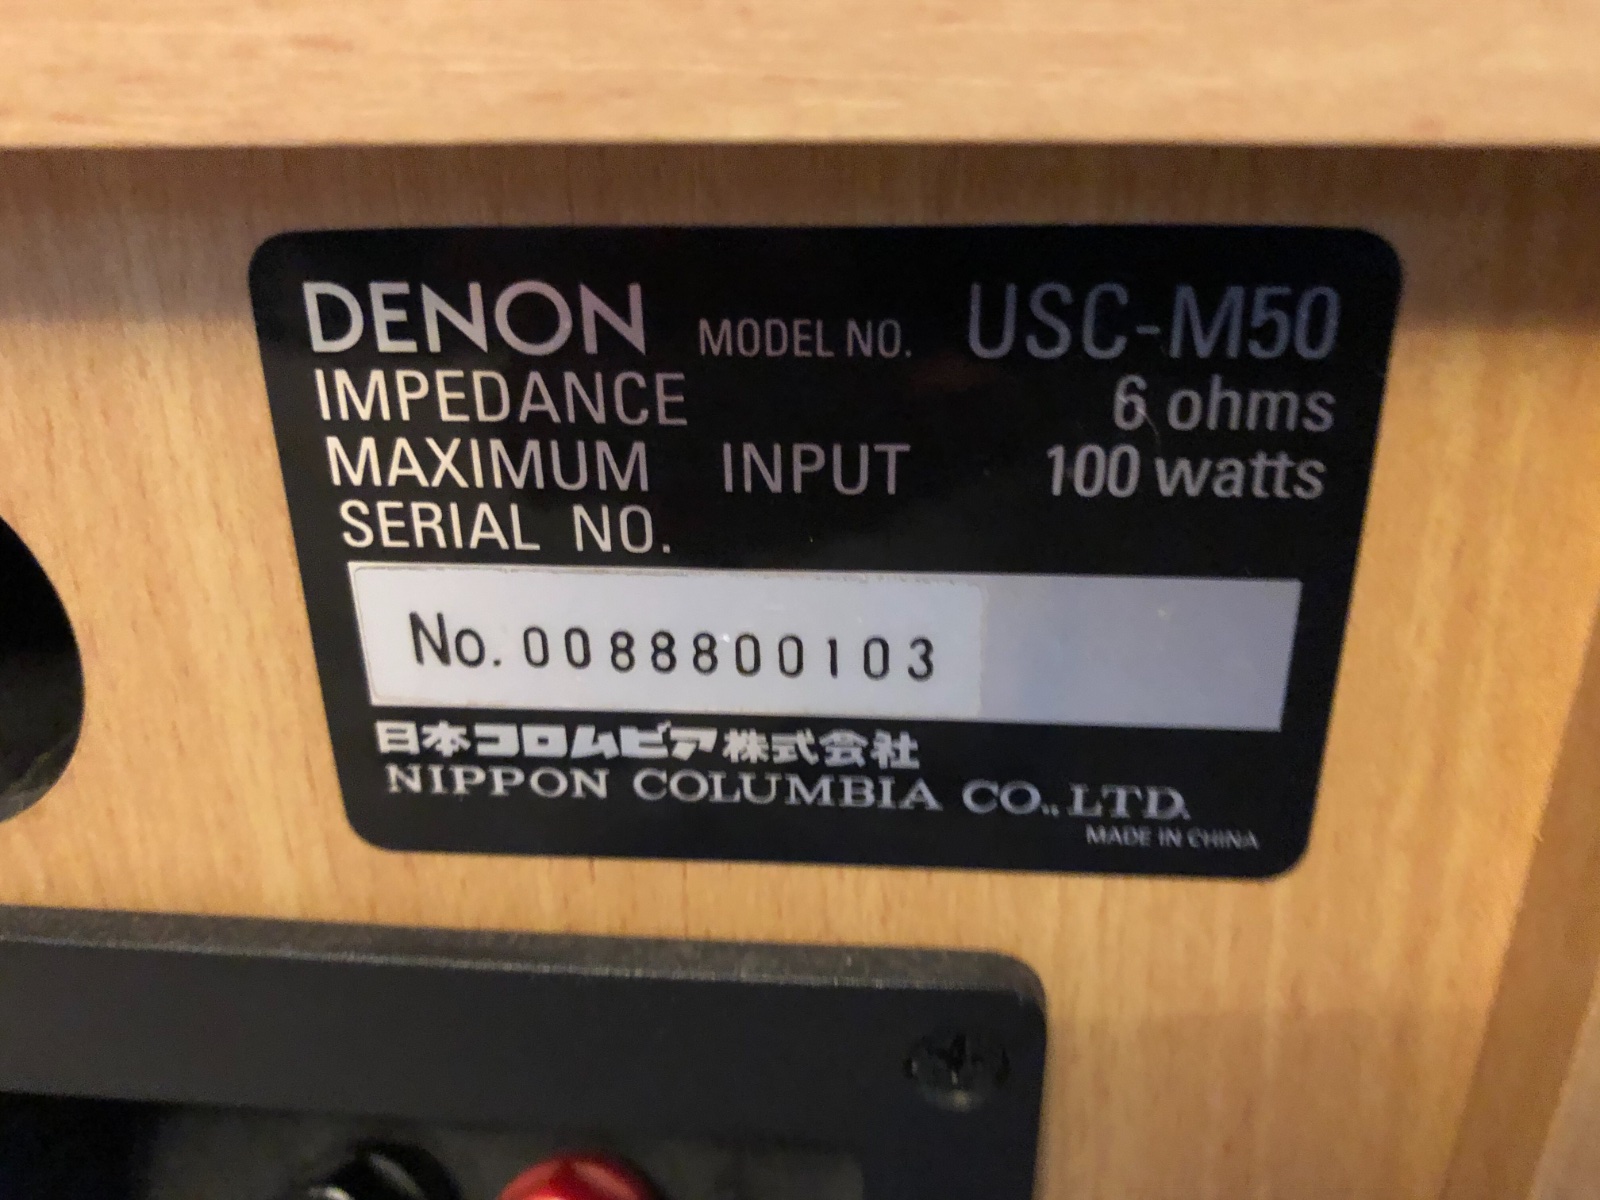 DENON MODEL NO. USC-M50
IMPEDANCE 6 ohms
MAXIMUM INPUT 100 watts
SERIAL NO.
No. 0088800103
日本コロムビア株式会社
NIPPON COLUMBIA CO., LTD.
MADE IN CHINA